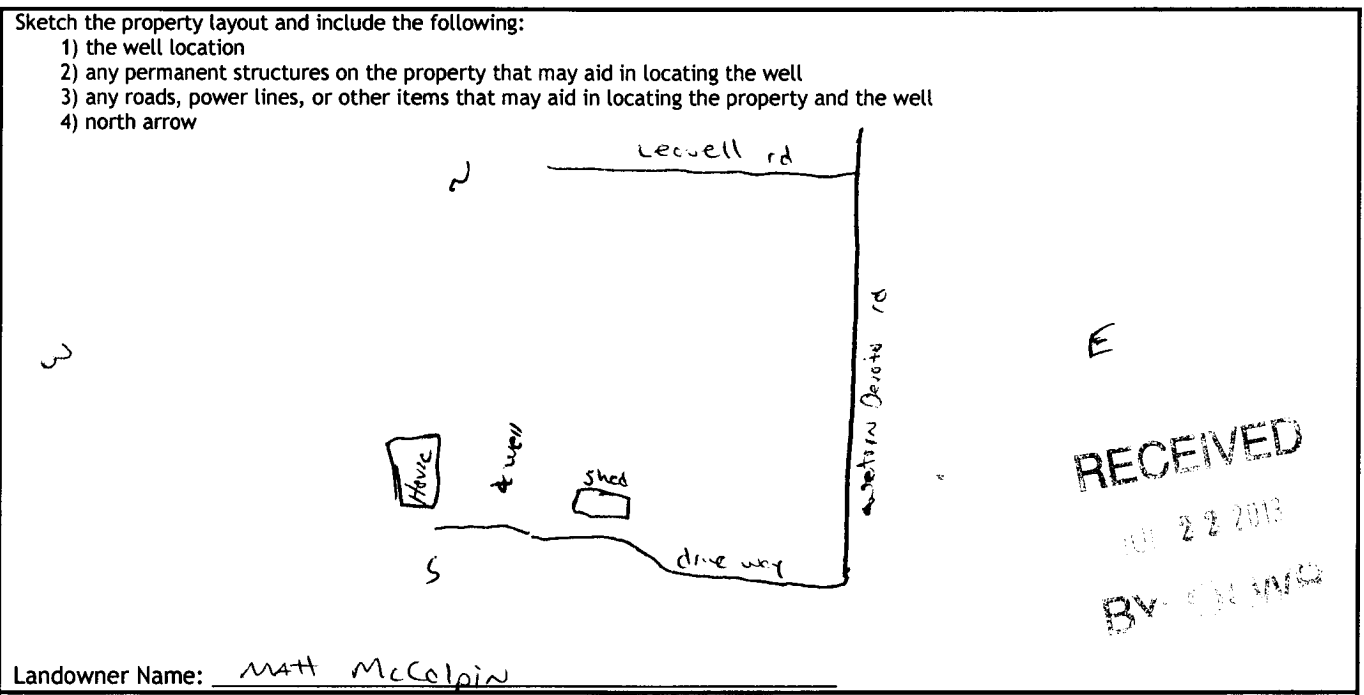 Sketch the property layout and include the following:
1) the well location
2) any permanent structures on the property that may aid in locating the well
3) any roads, power lines, or other items that may aid in locating the property and the well
4) north arrow
rd
N
rd
W
E
House
well
Shed
RECEIVED
22 2013
drive way
S
BY
Landowner Name: MATT McColpin